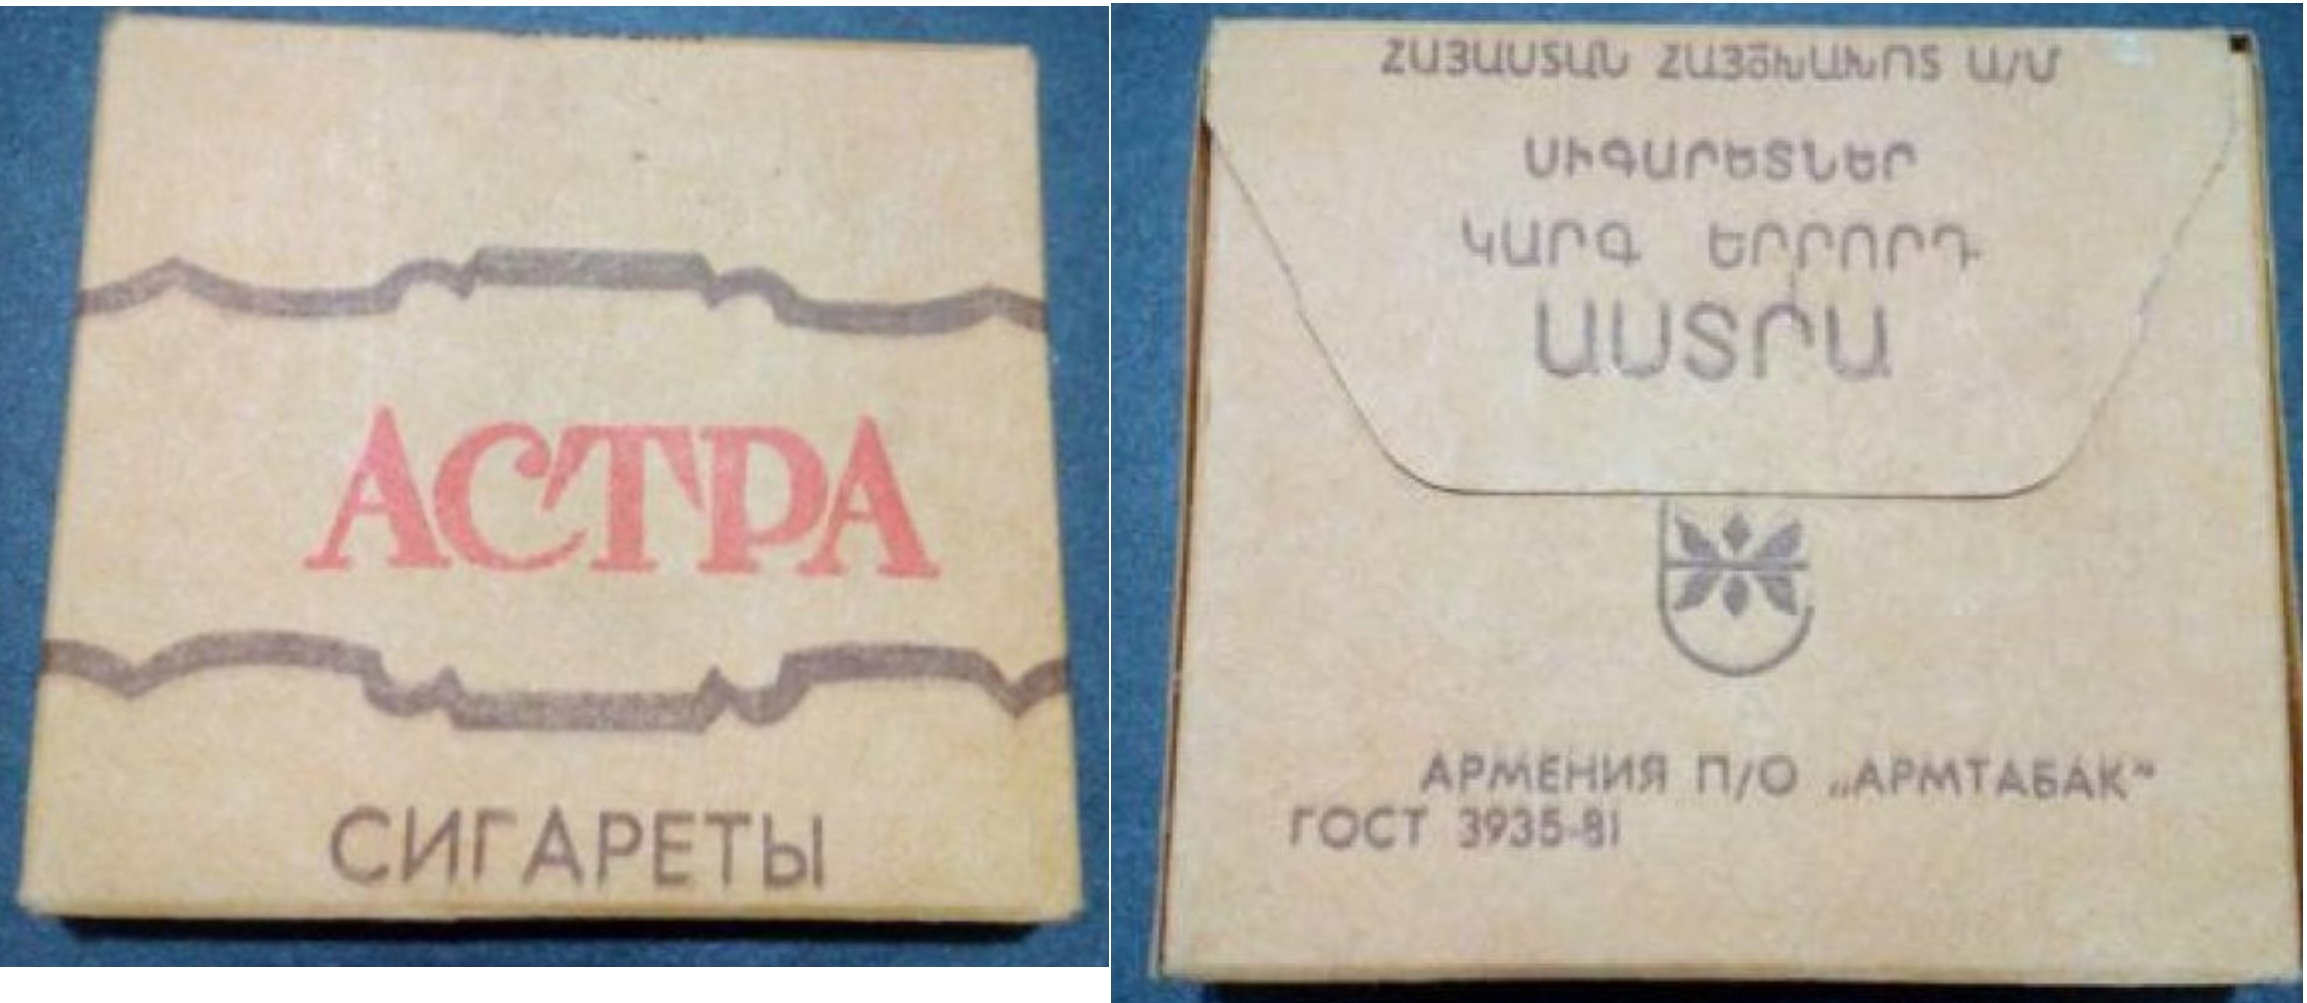 АСТРА
СИГАРЕТЫ
ՀԱՅԱՍՏԱՆ ՀԱՅԾԽԱԽՈՏ Ա/Մ
ՍԻԳԱՐԵՏՆԵՐ
ԿԱՐԳ ԵՐՐՈՐԴ
ԱՍՏՐԱ
АРМЕНИЯ П/О „АРМТАБАК“
ГОСТ 3935-81